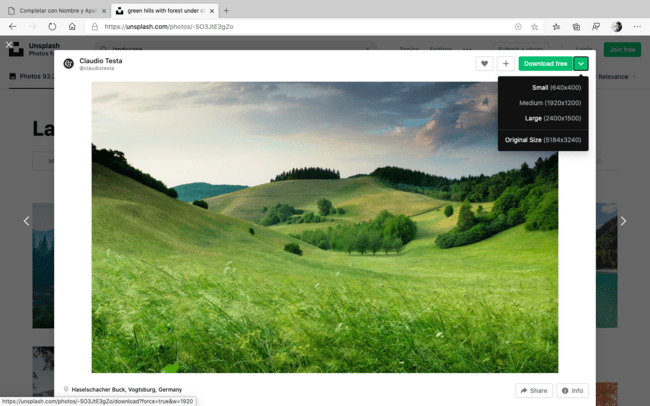 Completar con Nombre y Ape
green hills with forest under cl
https://unsplash.com/photos/-SO3JtE3gZo
Unsplash
Photos
Join free
Claudio Testa
@claudiotesta
Download free
Photos 93.
Relevance
Small (640x400)
Medium (1920x1200)
Large (2400x1500)
Original Size (5184x3240)
La
Haselschacher Buck, Vogtsburg, Germany
Share
Info
https://unsplash.com/photos/-SO3JtE3gZo/download?force=true&w=1920